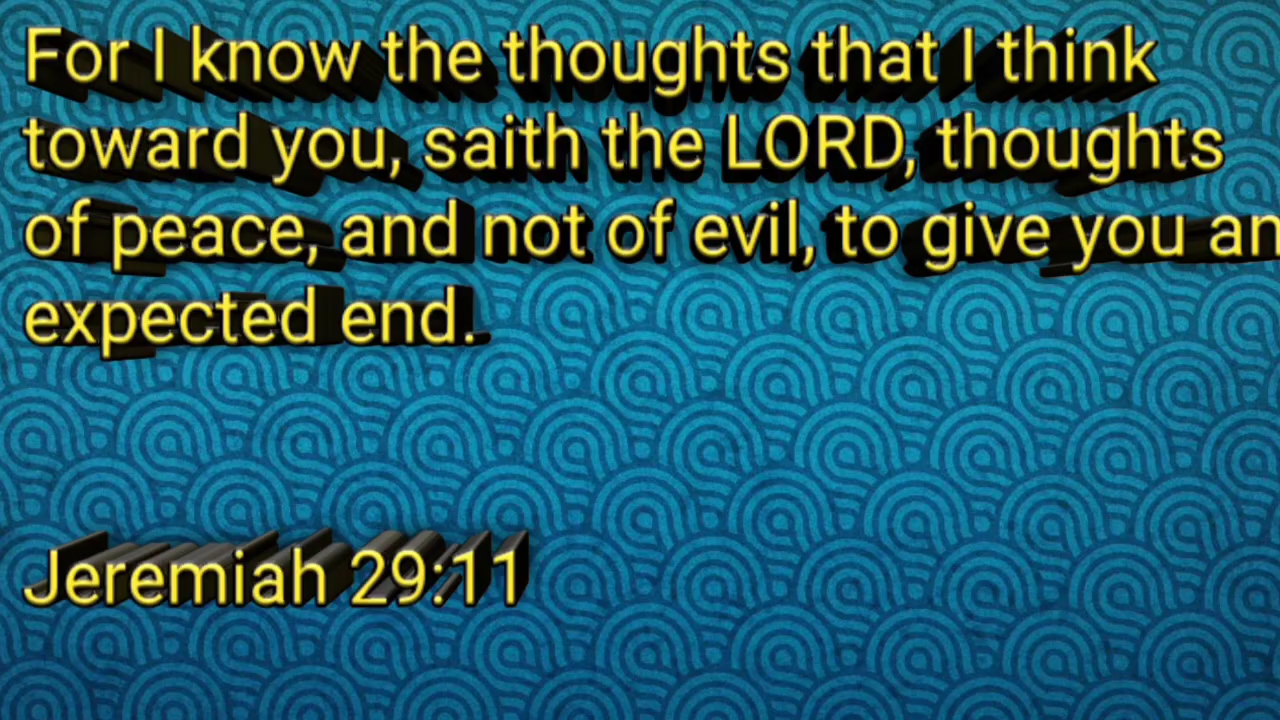 For I know the thoughts that I think
toward you, saith the LORD, thoughts
of peace, and not of evil, to give you an
expected end.
Jeremiah 29:11